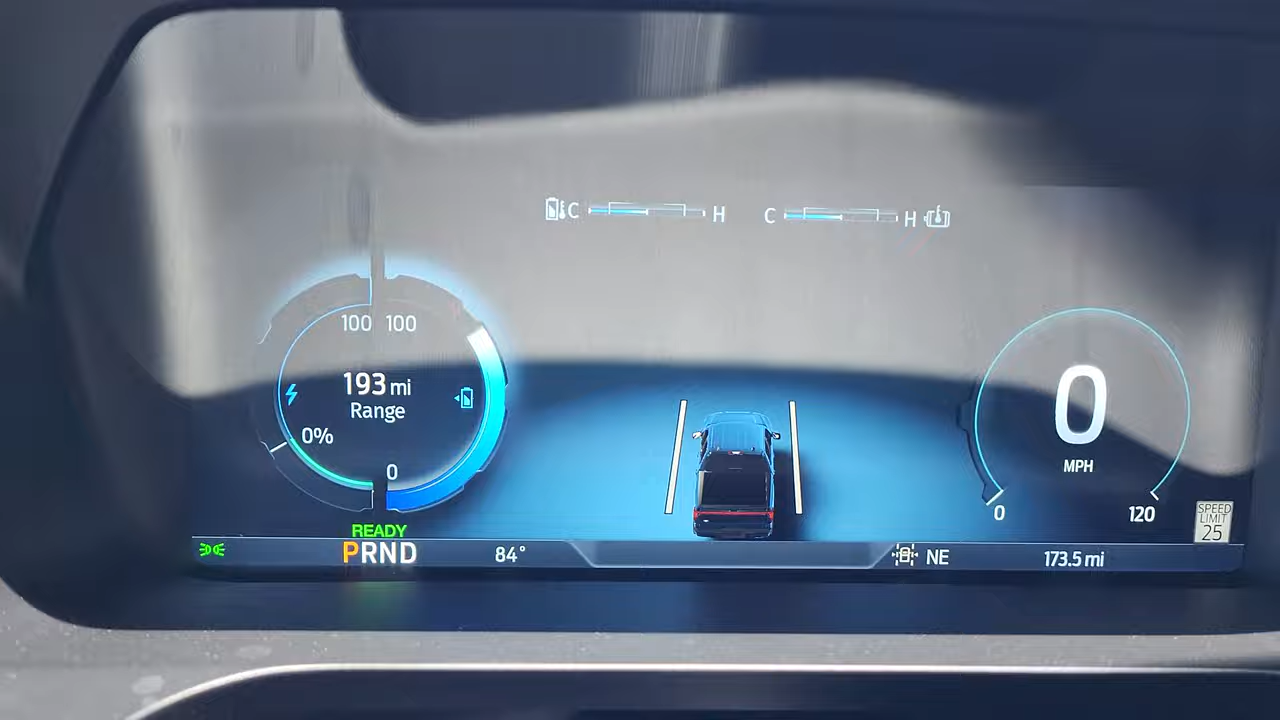 C H
C H
100 100
193 mi
Range
0%
0
0
MPH
0 120
SPEED
LIMIT
25
READY
PRND
84°
NE
173.5 mi